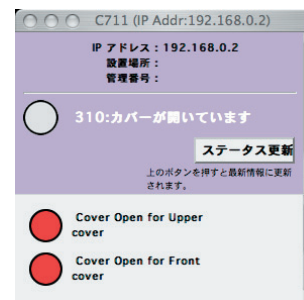 C711 (IP Addr:192.168.0.2)
IP アドレス：192.168.0.2
設置場所：
管理番号：
310:カバーが開いています
ステータス更新
上のボタンを押すと最新情報に更新
されます。
Cover Open for Upper
cover
Cover Open for Front
cover